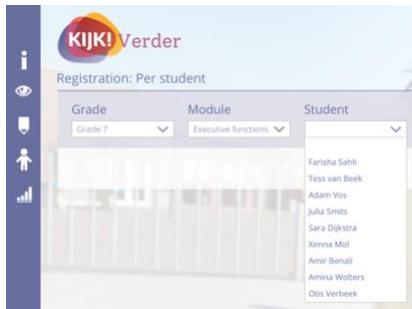 KIJK! Verder
Registration: Per student
Grade Module Student
Grade 7 Executive functions
Farisha Sahli
Tess van Beek
Adam Vos
Julia Smits
Sara Dijkstra
Xenna Mol
Amir Benali
Amina Wolters
Otis Verbeek